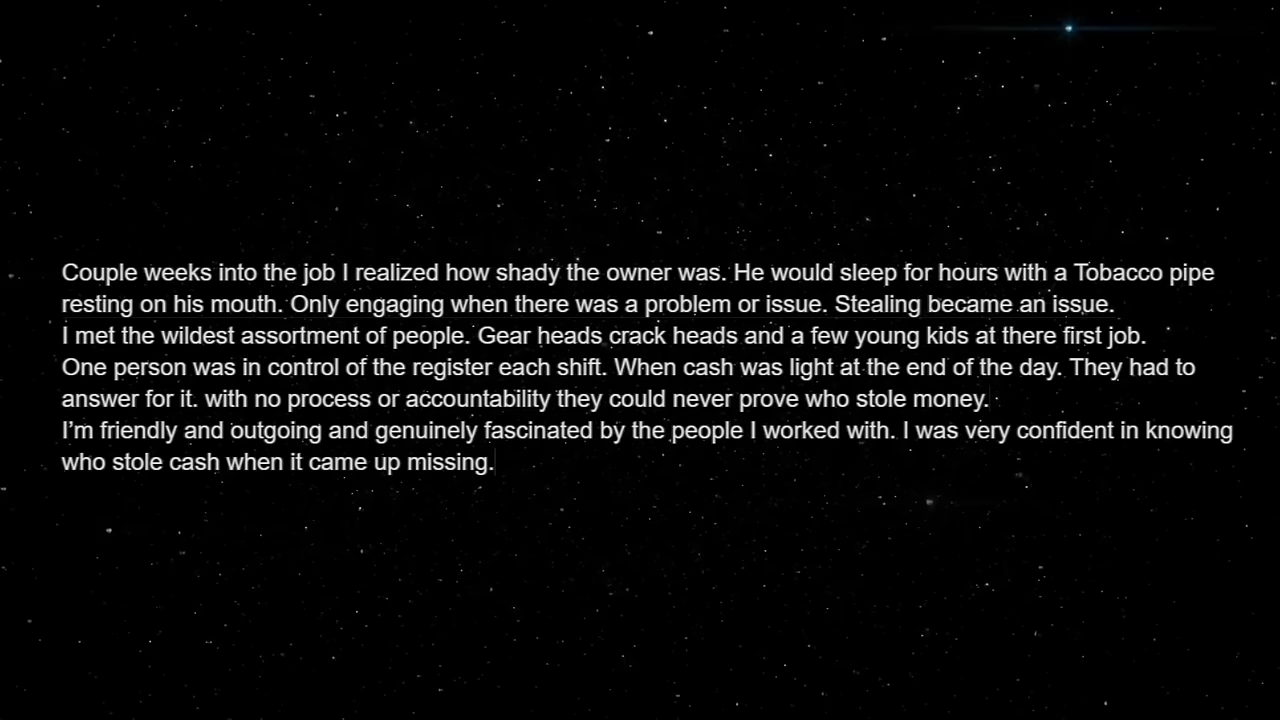 Couple weeks into the job I realized how shady the owner was. He would sleep for hours with a Tobacco pipe
resting on his mouth. Only engaging when there was a problem or issue. Stealing became an issue.
I met the wildest assortment of people. Gear heads crack heads and a few young kids at there first job.
One person was in control of the register each shift. When cash was light at the end of the day. They had to
answer for it. with no process or accountability they could never prove who stole money.
I’m friendly and outgoing and genuinely fascinated by the people I worked with. I was very confident in knowing
who stole cash when it came up missing.